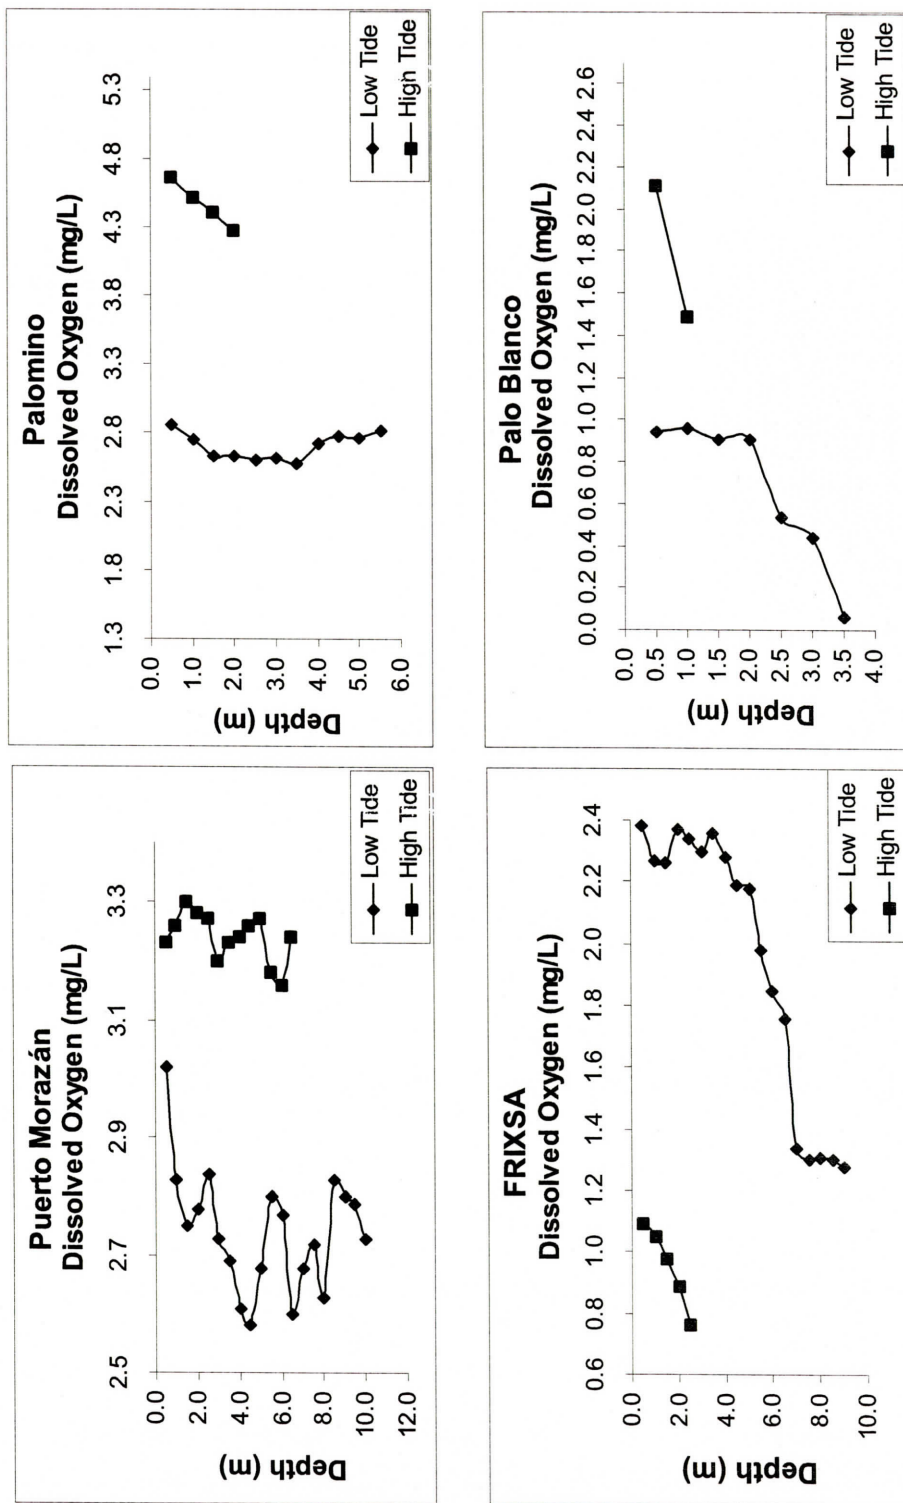 Puerto Morazán
Dissolved Oxygen (mg/L)
2.5 2.7 2.9 3.1 3.3
0.0
2.0
4.0
6.0
8.0
10.0
12.0
Depth (m)
Low Tide
High Tide
Palomino
Dissolved Oxygen (mg/L)
1.3 1.8 2.3 2.8 3.3 3.8 4.3 4.8 5.3
0.0
1.0
2.0
3.0
4.0
5.0
6.0
Depth (m)
Low Tide
High Tide
FRIXSA
Dissolved Oxygen (mg/L)
0.6 0.8 1.0 1.2 1.4 1.6 1.8 2.0 2.2 2.4
0.0
2.0
4.0
6.0
8.0
10.0
Depth (m)
Low Tide
High Tide
Palo Blanco
Dissolved Oxygen (mg/L)
0.0 0.2 0.4 0.6 0.8 1.0 1.2 1.4 1.6 1.8 2.0 2.2 2.4 2.6
0.0
0.5
1.0
1.5
2.0
2.5
3.0
3.5
4.0
Depth (m)
Low Tide
High Tide